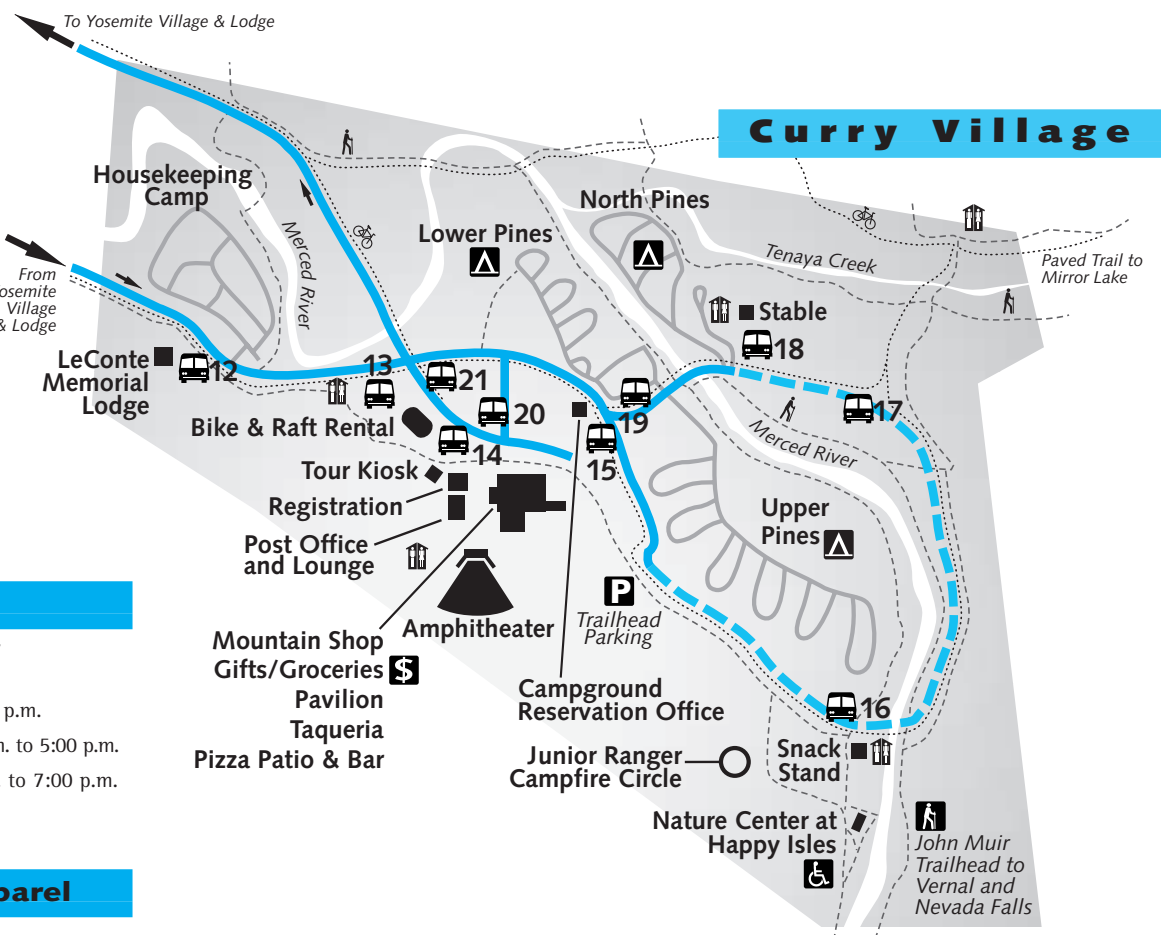 To Yosemite Village & Lodge
Curry Village
Housekeeping
Camp
North Pines
Lower Pines
Merced River
Tenaya Creek
Paved Trail to
Mirror Lake
From
osemite
Village
& Lodge
Stable
18
LeConte
Memorial
Lodge
12
13
21
20
19
17
Bike & Raft Rental
14
15
Merced River
Tour Kiosk
Registration
Post Office
and Lounge
Upper
Pines
P
Trailhead
Parking
Amphitheater
Mountain Shop
Gifts/Groceries $
Pavilion
Taqueria
Pizza Patio & Bar
Campground
Reservation Office
16
Junior Ranger
Campfire Circle
Snack
Stand
Nature Center at
Happy Isles
John Muir
Trailhead to
Vernal and
Nevada Falls
p.m.
m. to 5:00 p.m.
to 7:00 p.m.
parel